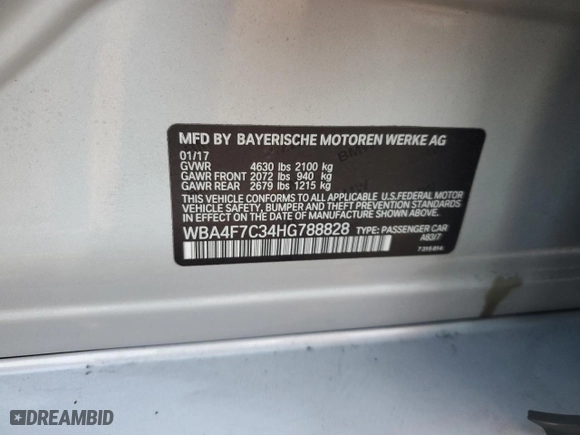 MFD BY BAYERISCHE MOTOREN WERKE AG
01/17
GVWR 4630 lbs 2100 kg
GAWR FRONT 2072 lbs 940 kg
GAWR REAR 2679 lbs 1215 kg
THIS VEHICLE CONFORMS TO ALL APPLICABLE U.S. FEDERAL MOTOR
VEHICLE SAFETY, BUMPER AND THEFT PREVENTION STANDARDS
IN EFFECT ON THE DATE OF MANUFACTURE SHOWN ABOVE.
WBA4F7C34HG788828 TYPE: PASSENGER CAR
A83/7
DREAMBID